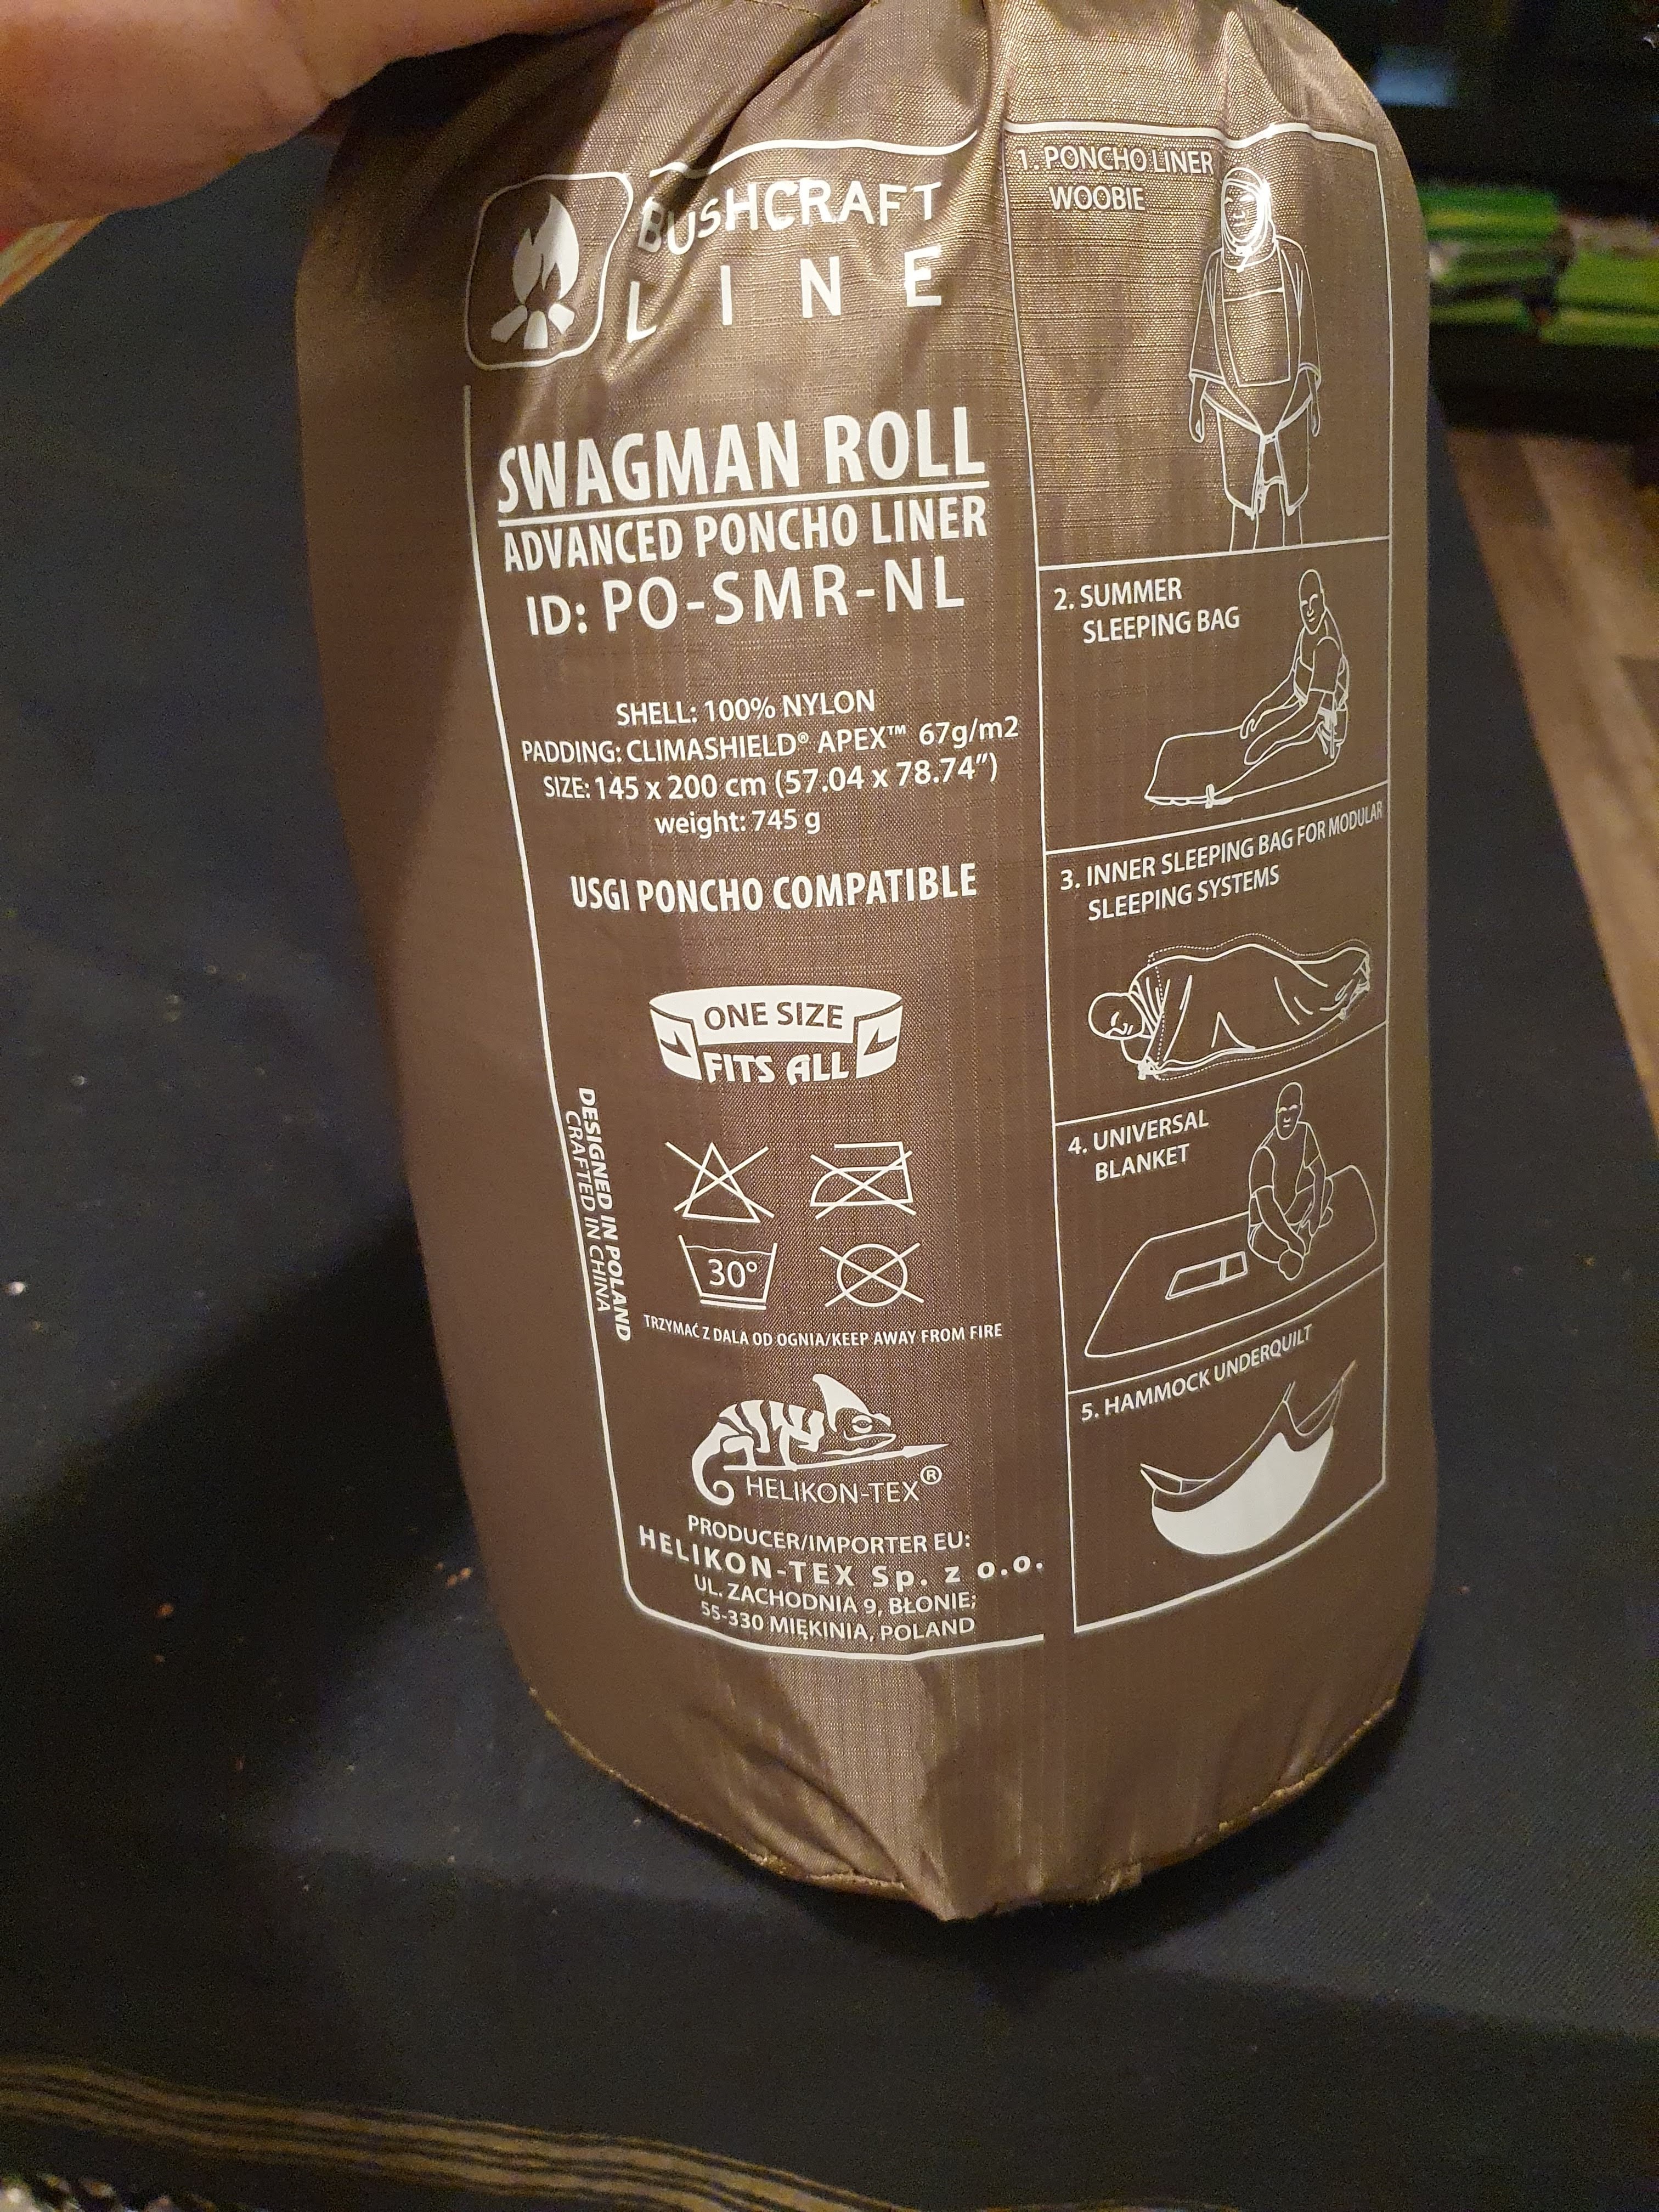 BUSHCRAFT
LINE
SWAGMAN ROLL
ADVANCED PONCHO LINER
ID: PO-SMR-NL
SHELL: 100% NYLON
PADDING: CLIMASHIELD® APEX™ 67g/m2
SIZE: 145 x 200 cm (57.04 x 78.74”)
weight: 745 g
USGI PONCHO COMPATIBLE
ONE SIZE
FITS ALL
DESIGNED IN POLAND
CRAFTED IN CHINA
30°
TRZYMAĆ Z DALA OD OGNIA/KEEP AWAY FROM FIRE
HELIKON-TEX®
PRODUCER/IMPORTER EU:
HELIKON-TEX Sp. z o.o.
UL. ZACHODNIA 9, BŁONIE;
55-330 MIĘKINIA, POLAND
1. PONCHO LINER
WOOBIE
2. SUMMER
SLEEPING BAG
3. INNER SLEEPING BAG FOR MODULAR
SLEEPING SYSTEMS
4. UNIVERSAL
BLANKET
5. HAMMOCK UNDERQUILT